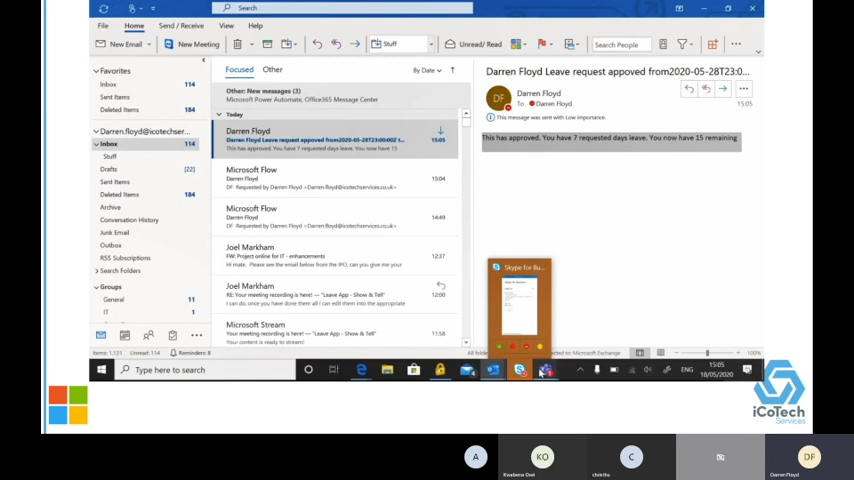 Search
File
Home
Send / Receive
View
Help
New Email
New Meeting
Stuff
Unread/ Read
Search People
Favorites
Inbox 114
Sent Items
Deleted Items 184
Darren.floyd@icotechser...
Inbox 114
Stuff
Drafts [22]
Sent Items
Deleted Items 184
Archive
Conversation History
Junk Email
Outbox
RSS Subscriptions
Search Folders
Groups
General 11
IT 1
Focused Other By Date
Other: New messages (3)
Microsoft Power Automate, Office365 Message Center
Today
Darren Floyd
Darren Floyd Leave request appoved from2020-05-28T23:00:00Z t... 15:05
This has approved. You have 7 requested days leave. You now have 15
Microsoft Flow
Darren Floyd 15:04
DF Requested by Darren Floyd <Darren.floyd@icotechservices.co.uk>
Microsoft Flow
Darren Floyd 14:49
DF Requested by Darren Floyd <Darren.floyd@icotechservices.co.uk>
Joel Markham
FW: Project online for IT - enhancements 12:37
Hi mate, Please see the email below from the IPO, can you give me your
Joel Markham
RE: Your meeting recording is here! — "Leave App - Show & Tell" 12:00
I can do, once you have done them all I can edit them into the appropriate
Microsoft Stream
Your meeting recording is here! — "Leave App - Show & Tell" 11:58
Your content is ready to stream!
Darren Floyd Leave request appoved from2020-05-28T23:0...
DF
Darren Floyd
To Darren Floyd
15:05
This message was sent with Low importance.
This has approved. You have 7 requested days leave. You now have 15 remaining
Skype for Bu...
Items: 1,121 Unread: 114 Reminders: 8
All folde
cted to Microsoft Exchange
100%
Type here to search
ENG
15:05
18/05/2020
iCoTech
Services
A
KO
Kwabena Osei
C
DF
Darren Floyd